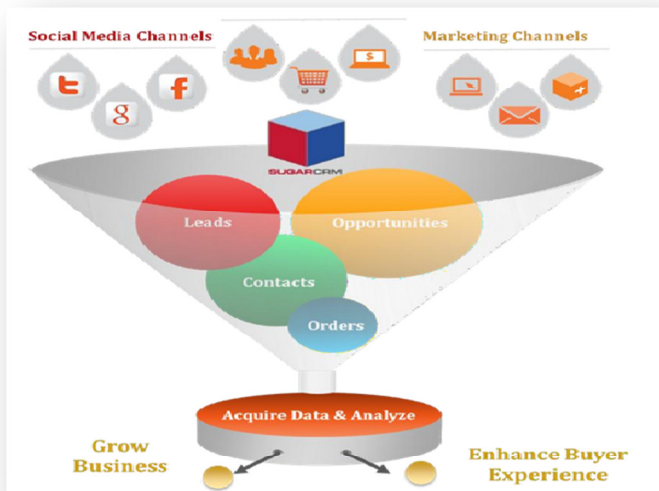 Social Media Channels
Marketing Channels
$
t
g
f
SUGARCRM
Leads
Opportunities
Contacts
Orders
Acquire Data & Analyze
Grow
Business
Enhance Buyer
Experience